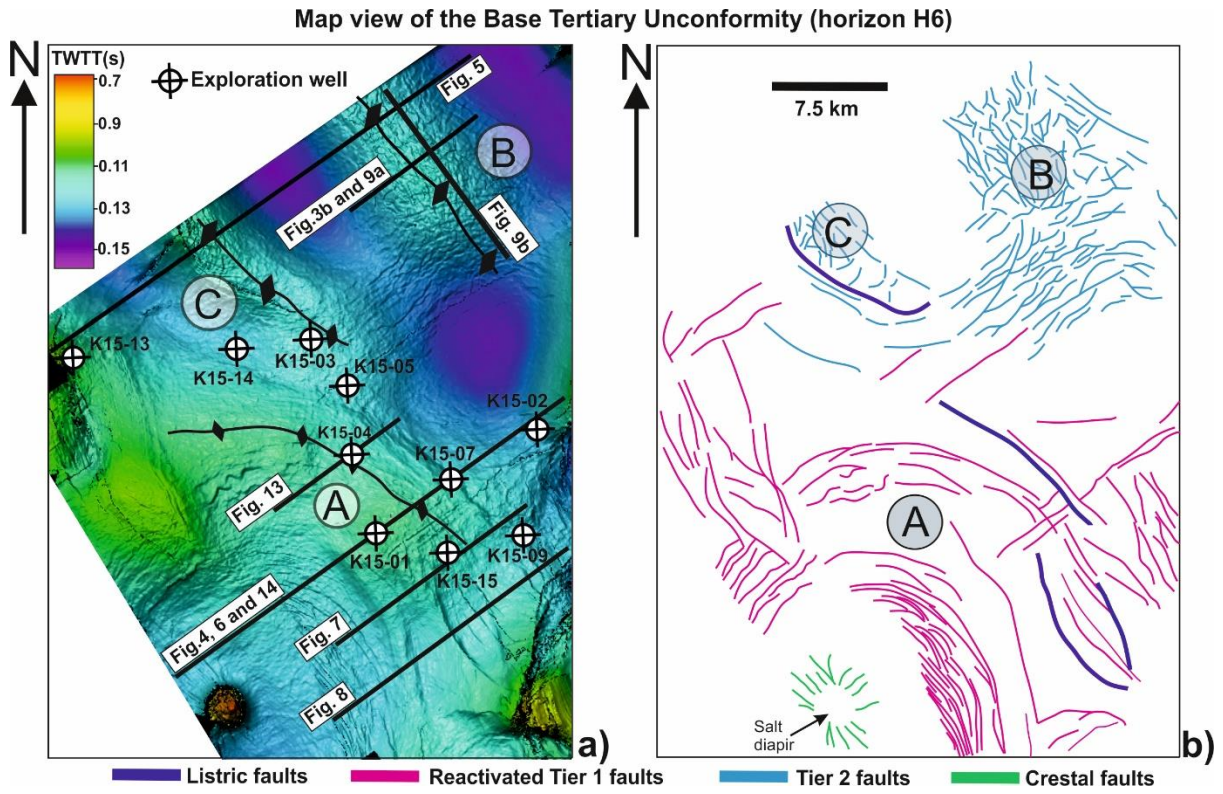 Map view of the Base Tertiary Unconformity (horizon H6)
N
TWTT(s)
0.7
-0.9
-0.11
-0.13
-0.15
Exploration well
Fig. 5
B
Fig.3b and 9a
Fig. 9b
C
K15-13
K15-14
K15-03
K15-05
K15-02
K15-04
K15-07
Fig. 13
A
K15-01
K15-09
K15-15
Fig.4, 6 and 14
Fig. 7
Fig. 8
a)
N
7.5 km
B
C
A
Salt
diapir
b)
Listric faults
Reactivated Tier 1 faults
Tier 2 faults
Crestal faults